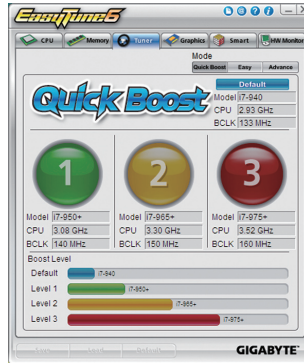 EasyTune6
CPU Memory Tuner Graphics Smart HW Monitor
Mode
Quick Boost Easy Advance
Quick Boost
Default
Model i7-940
CPU 2.93 GHz
BCLK 133 MHz
1 2 3
Model i7-950+ Model i7-965+ Model i7-975+
CPU 3.08 GHz CPU 3.30 GHz CPU 3.52 GHz
BCLK 140 MHz BCLK 150 MHz BCLK 160 MHz
Boost Level
Default i7-940
Level 1 i7-950+
Level 2 i7-965+
Level 3 i7-975+
Save Load Default
GIGABYTE